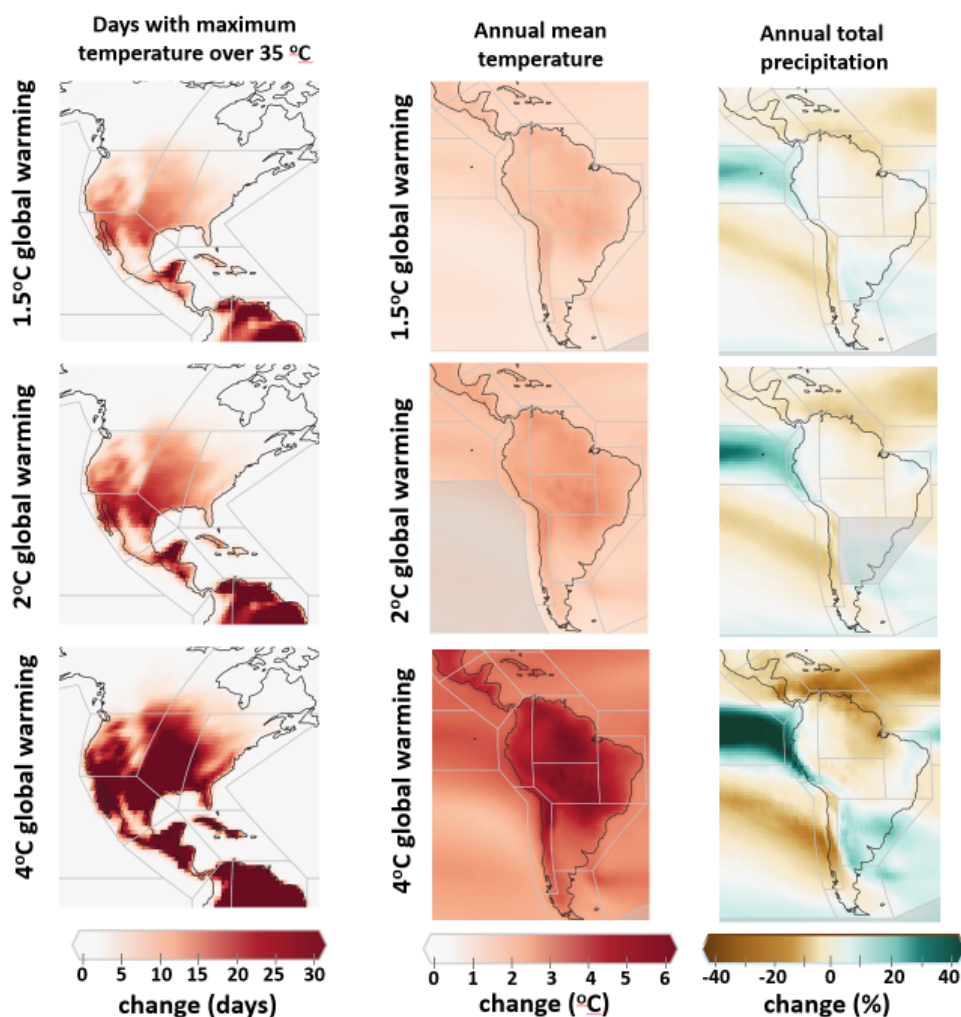 Days with maximum
temperature over 35 ºC
Annual mean
temperature
Annual total
precipitation
1.5ºC global warming
1.5ºC global warming
2ºC global warming
2ºC global warming
4ºC global warming
4ºC global warming
0 5 10 15 20 25 30
change (days)
0 1 2 3 4 5 6
change (ºC)
-40 -20 0 20 40
change (%)